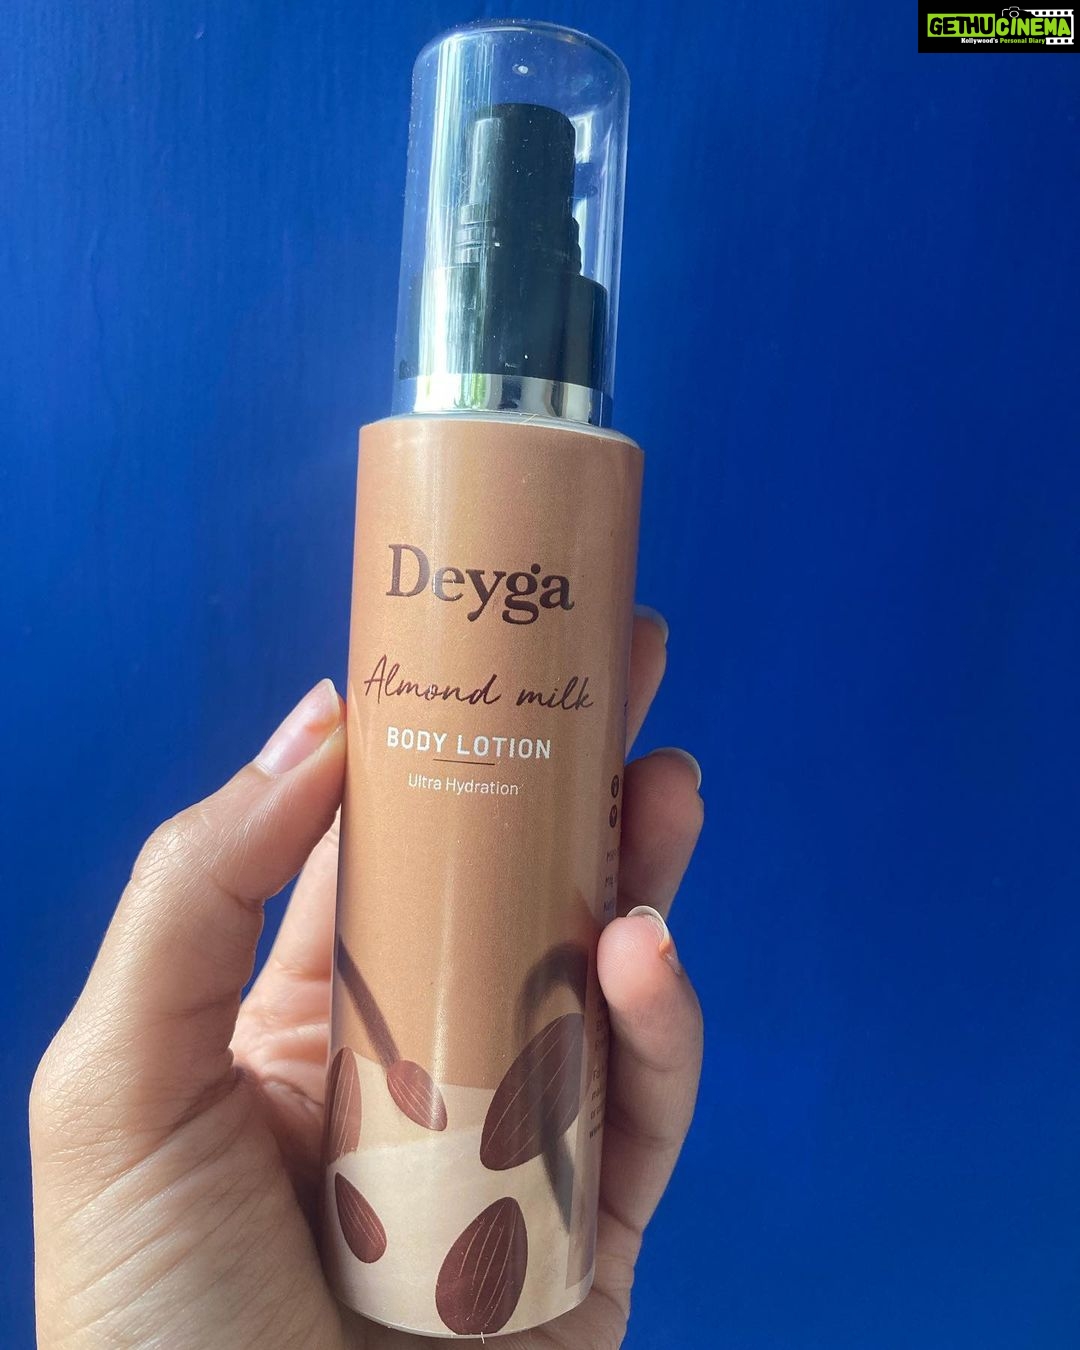 GETHUCINEMA
Kollywood's Personal Diary
Deyga
Almond milk
BODY LOTION
Ultra Hydration